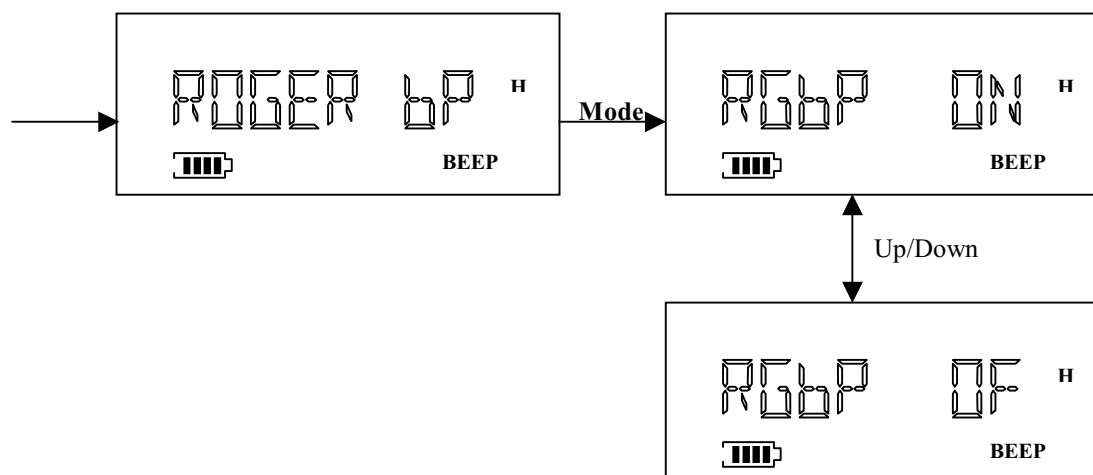 ROGER bP H
BEEP
Mode
RGbP ON H
BEEP
Up/Down
RGbP OF H
BEEP